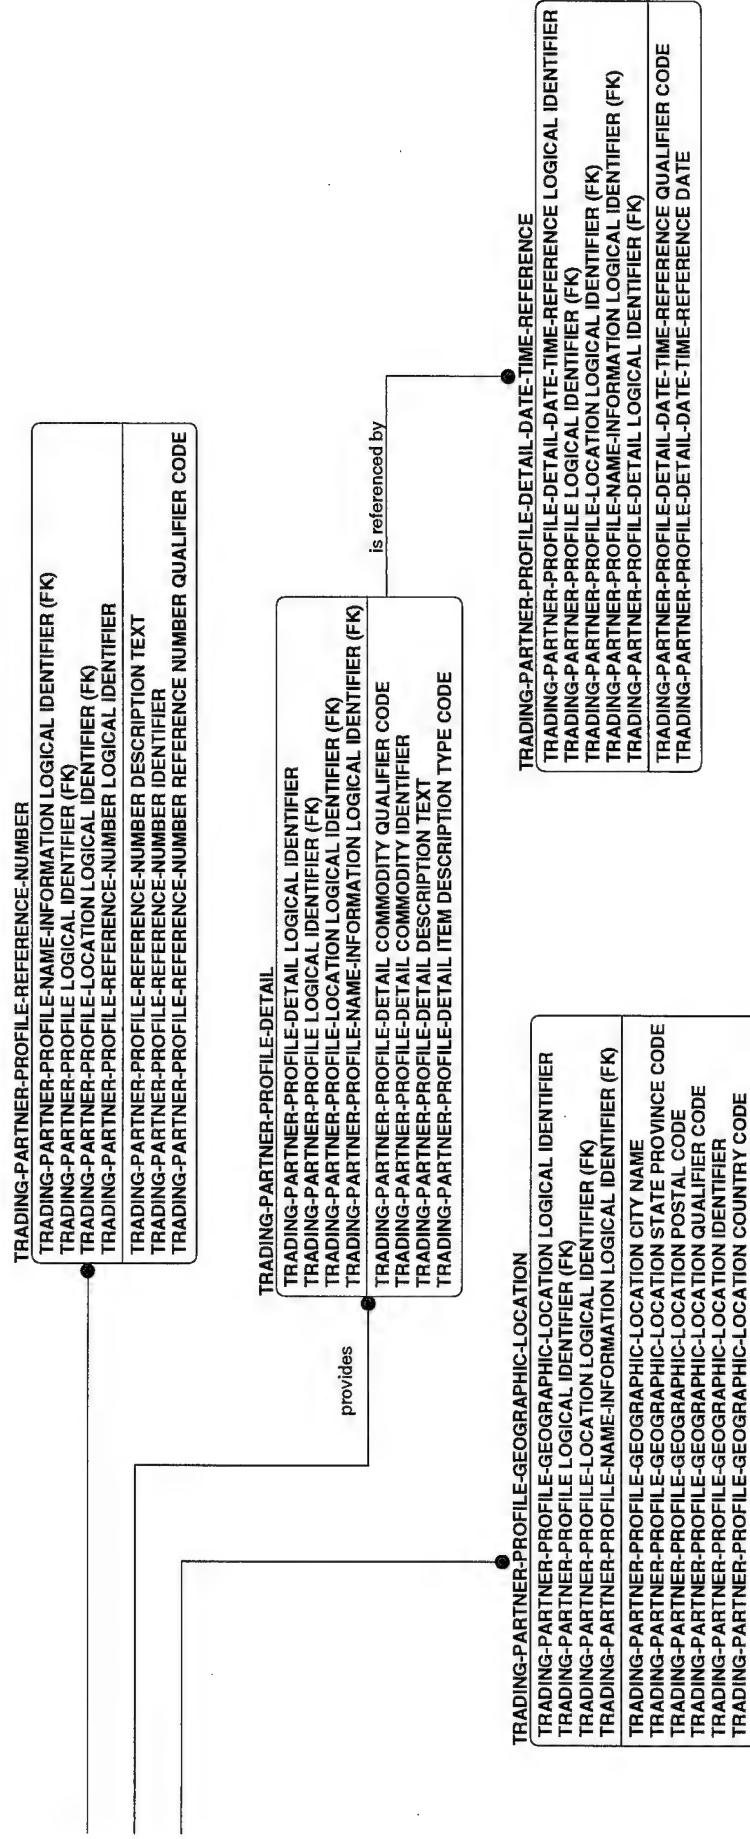 TRADING-PARTNER-PROFILE-REFERENCE-NUMBER
TRADING-PARTNER-PROFILE-NAME-INFORMATION LOGICAL IDENTIFIER (FK)
TRADING-PARTNER-PROFILE LOGICAL IDENTIFIER (FK)
TRADING-PARTNER-PROFILE-LOCATION LOGICAL IDENTIFIER (FK)
TRADING-PARTNER-PROFILE-REFERENCE-NUMBER LOGICAL IDENTIFIER
TRADING-PARTNER-PROFILE-REFERENCE-NUMBER DESCRIPTION TEXT
TRADING-PARTNER-PROFILE-REFERENCE-NUMBER IDENTIFIER
TRADING-PARTNER-PROFILE-REFERENCE-NUMBER REFERENCE NUMBER QUALIFIER CODE
provides
TRADING-PARTNER-PROFILE-DETAIL
TRADING-PARTNER-PROFILE-DETAIL LOGICAL IDENTIFIER
TRADING-PARTNER-PROFILE LOGICAL IDENTIFIER (FK)
TRADING-PARTNER-PROFILE-LOCATION LOGICAL IDENTIFIER (FK)
TRADING-PARTNER-PROFILE-NAME-INFORMATION LOGICAL IDENTIFIER (FK)
TRADING-PARTNER-PROFILE-DETAIL COMMODITY QUALIFIER CODE
TRADING-PARTNER-PROFILE-DETAIL COMMODITY IDENTIFIER
TRADING-PARTNER-PROFILE-DETAIL DESCRIPTION TEXT
TRADING-PARTNER-PROFILE-DETAIL ITEM DESCRIPTION TYPE CODE
is referenced by
TRADING-PARTNER-PROFILE-GEOGRAPHIC-LOCATION
TRADING-PARTNER-PROFILE-GEOGRAPHIC-LOCATION LOGICAL IDENTIFIER
TRADING-PARTNER-PROFILE LOGICAL IDENTIFIER (FK)
TRADING-PARTNER-PROFILE-LOCATION LOGICAL IDENTIFIER (FK)
TRADING-PARTNER-PROFILE-NAME-INFORMATION LOGICAL IDENTIFIER (FK)
TRADING-PARTNER-PROFILE-GEOGRAPHIC-LOCATION CITY NAME
TRADING-PARTNER-PROFILE-GEOGRAPHIC-LOCATION STATE PROVINCE CODE
TRADING-PARTNER-PROFILE-GEOGRAPHIC-LOCATION POSTAL CODE
TRADING-PARTNER-PROFILE-GEOGRAPHIC-LOCATION QUALIFIER CODE
TRADING-PARTNER-PROFILE-GEOGRAPHIC-LOCATION IDENTIFIER
TRADING-PARTNER-PROFILE-GEOGRAPHIC-LOCATION COUNTRY CODE
TRADING-PARTNER-PROFILE-DETAIL-DATE-TIME-REFERENCE
TRADING-PARTNER-PROFILE-DETAIL-DATE-TIME-REFERENCE LOGICAL IDENTIFIER
TRADING-PARTNER-PROFILE LOGICAL IDENTIFIER (FK)
TRADING-PARTNER-PROFILE-LOCATION LOGICAL IDENTIFIER (FK)
TRADING-PARTNER-PROFILE-NAME-INFORMATION LOGICAL IDENTIFIER (FK)
TRADING-PARTNER-PROFILE-DETAIL LOGICAL IDENTIFIER (FK)
TRADING-PARTNER-PROFILE-DETAIL-DATE-TIME-REFERENCE QUALIFIER CODE
TRADING-PARTNER-PROFILE-DETAIL-DATE-TIME-REFERENCE DATE